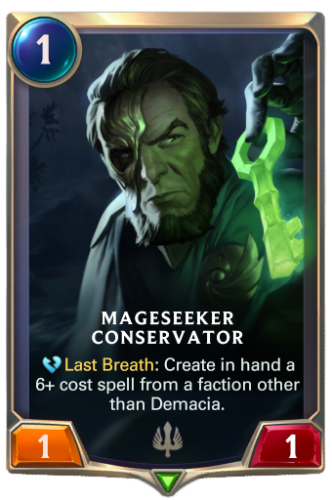 1
MAGESEEKER
CONSERVATOR
Last Breath: Create in hand a
6+ cost spell from a faction other
than Demacia.
1 1